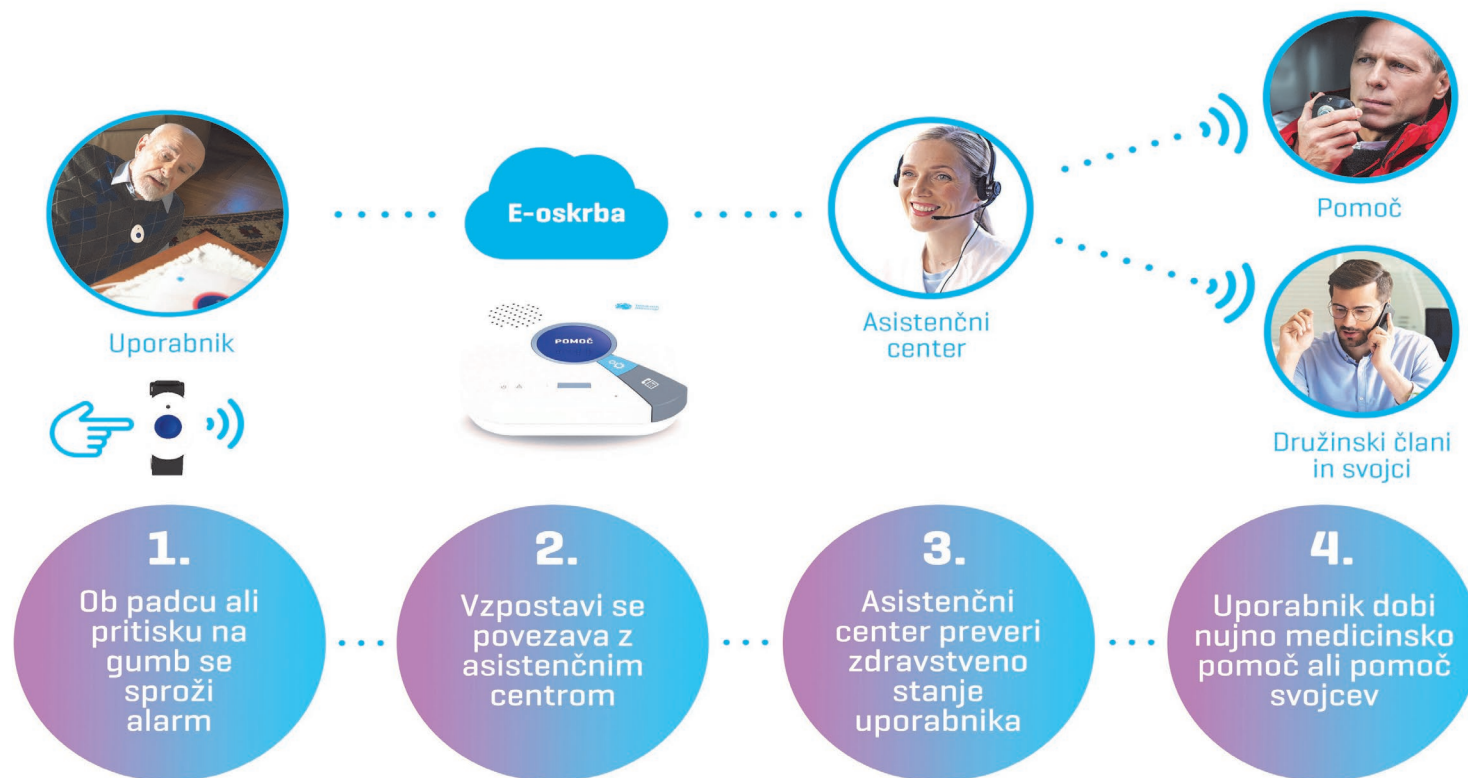 E-oskrba
Pomoč
Uporabnik
POMOČ
Asistenčni
center
Družinski člani
in svojci
1.
Ob padcu ali
pritisku na
gumb se
sproži
alarm
2.
Vzpostavi se
povezava z
asistenčnim
centrom
3.
Asistenčni
center preveri
zdravstveno
stanje
uporabnika
4.
Uporabnik dobi
nujno medicinsko
pomoč ali pomoč
svojcev